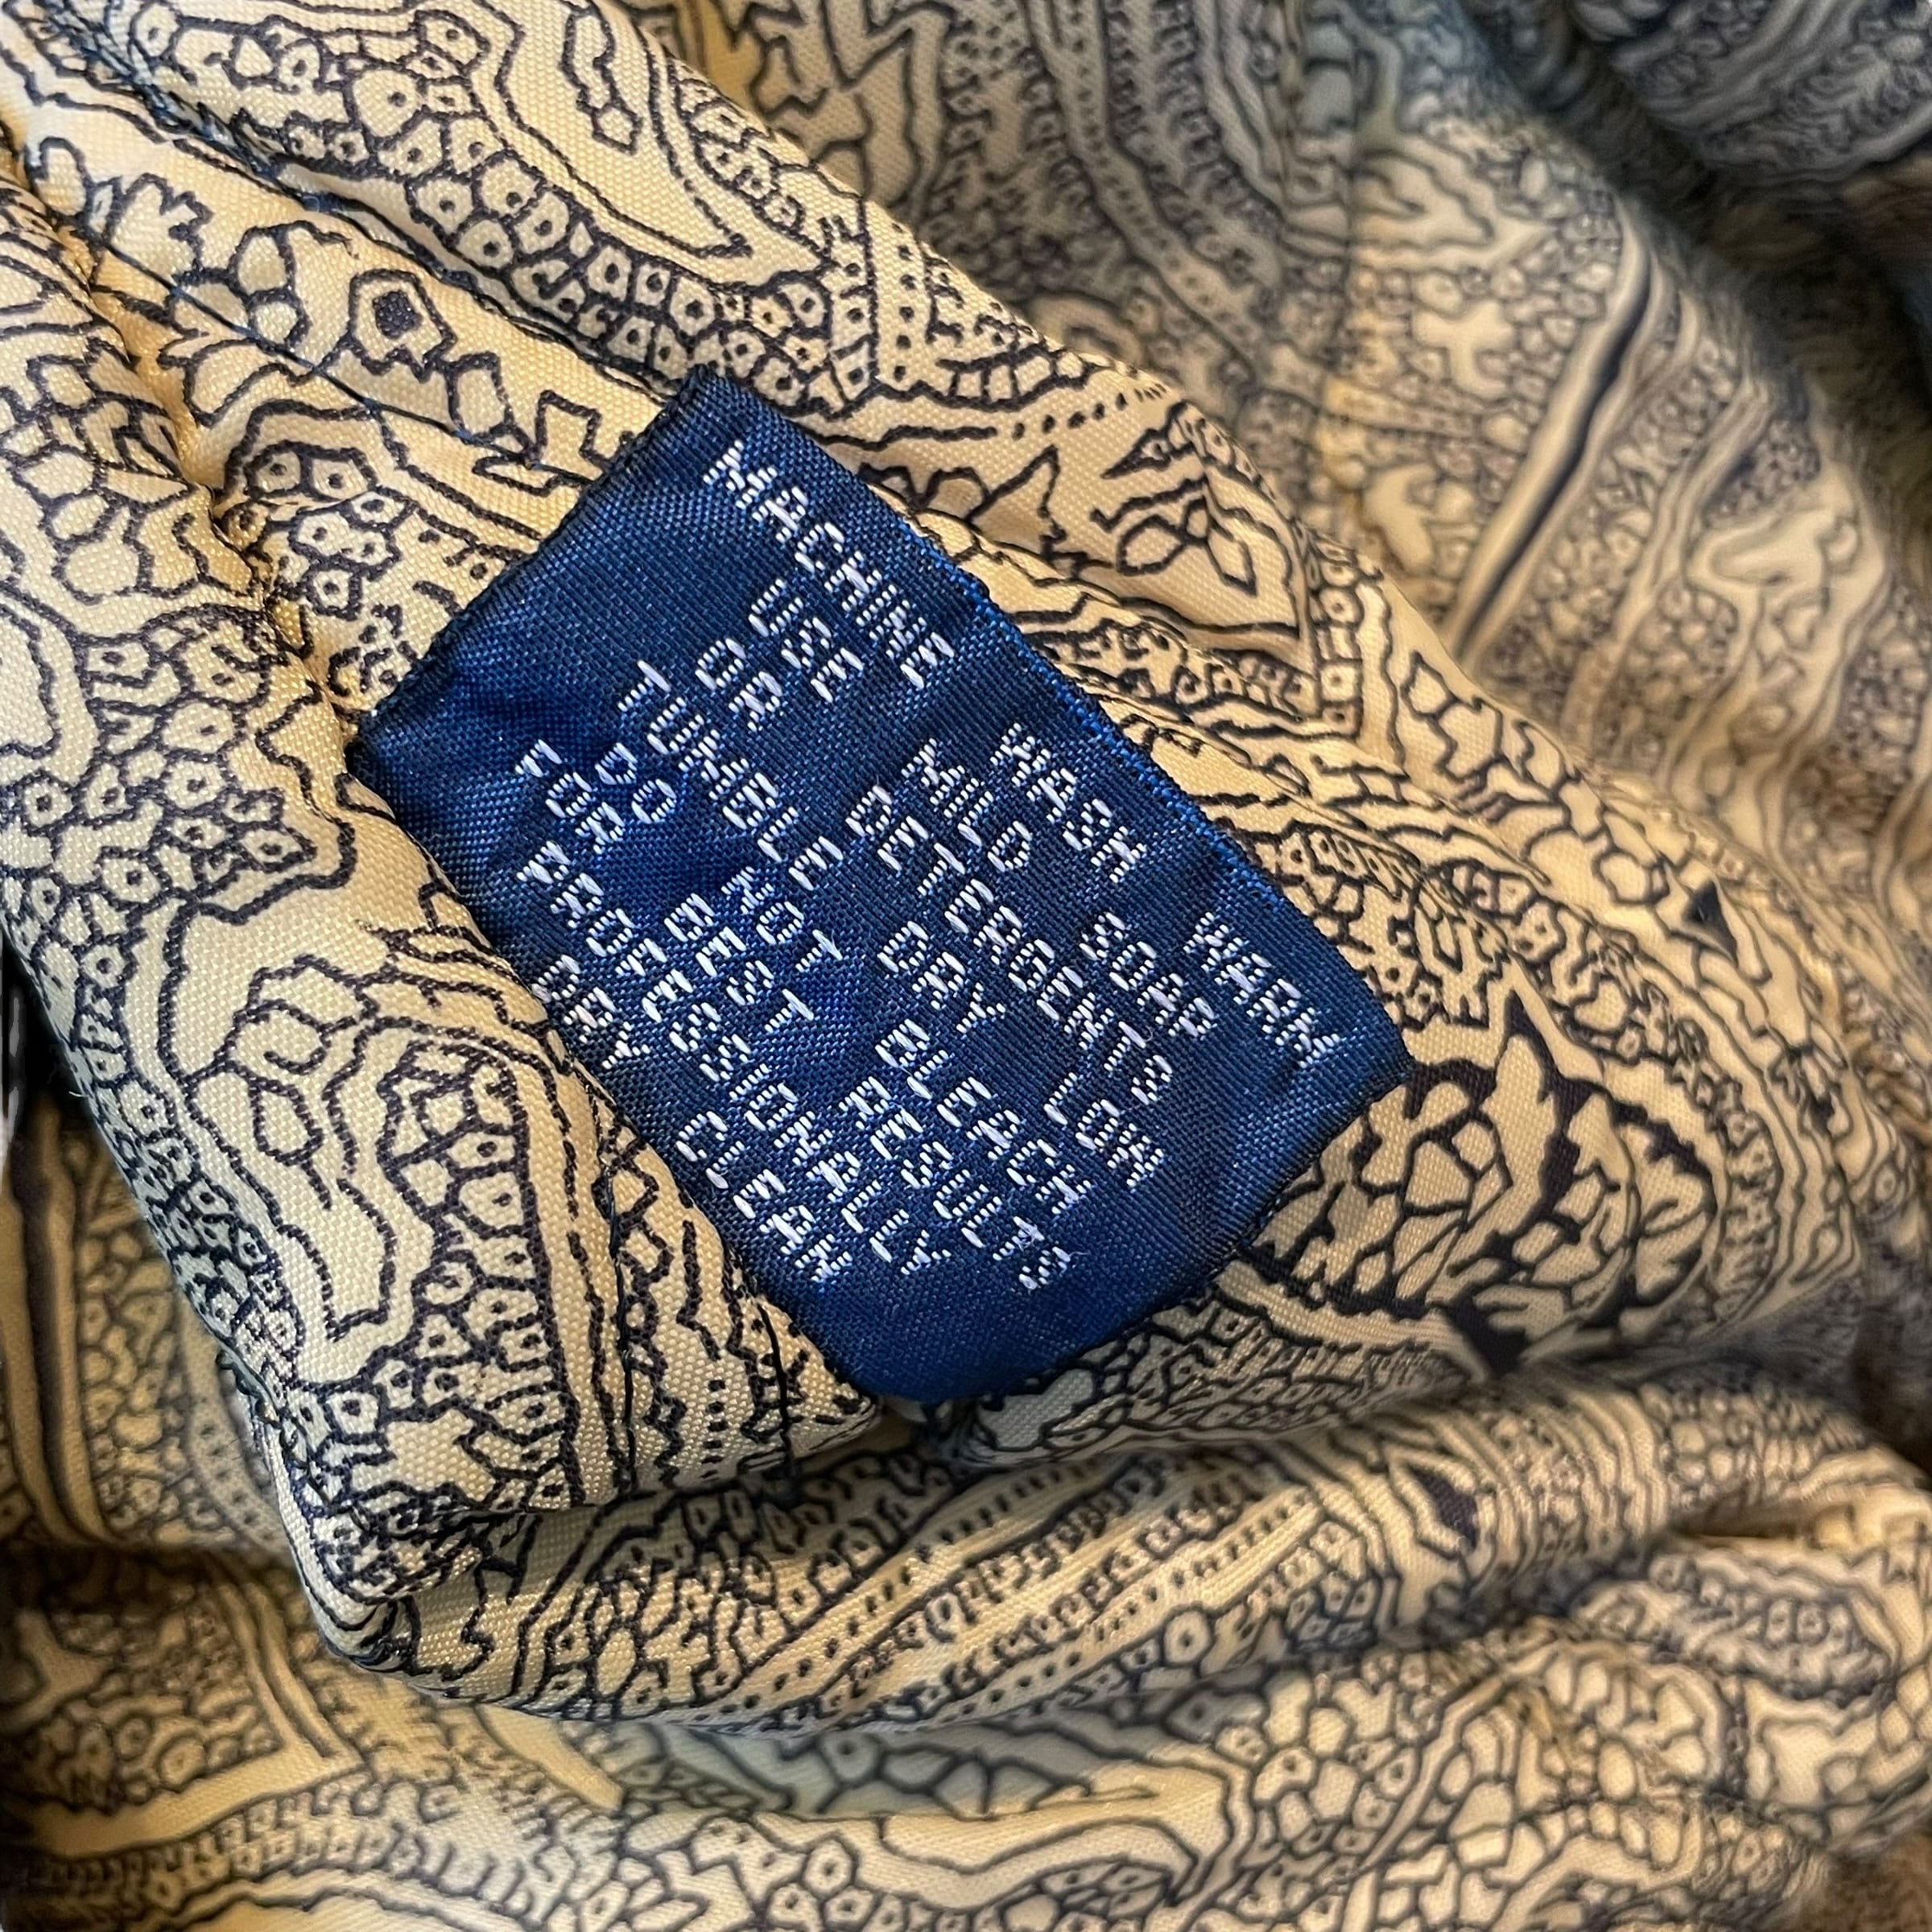 MACHINE WASH WARM
USE MILD SOAP
OR DETERGENTS
TUMBLE DRY LOW
DO NOT BLEACH
FOR BEST RESULTS
PROFESSIONALLY
DRY CLEAN